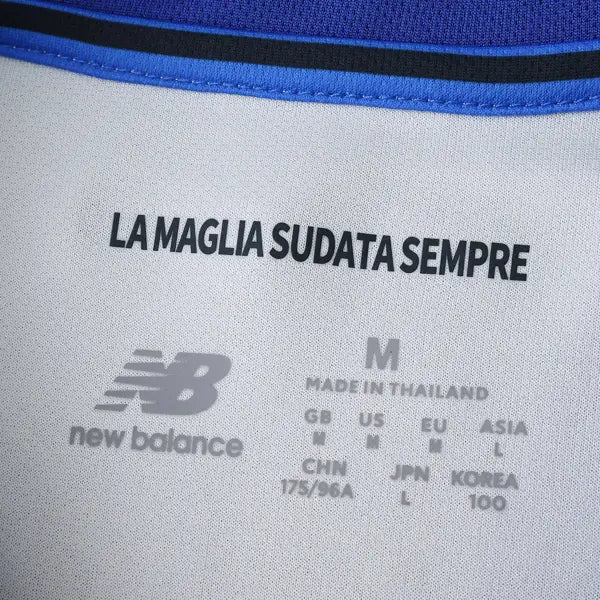 LA MAGLIA SUDATA SEMPRE
NB
new balance
M
MADE IN THAILAND
GB US EU ASIA
M M M L
CHN JPN KOREA
175/96A L 100